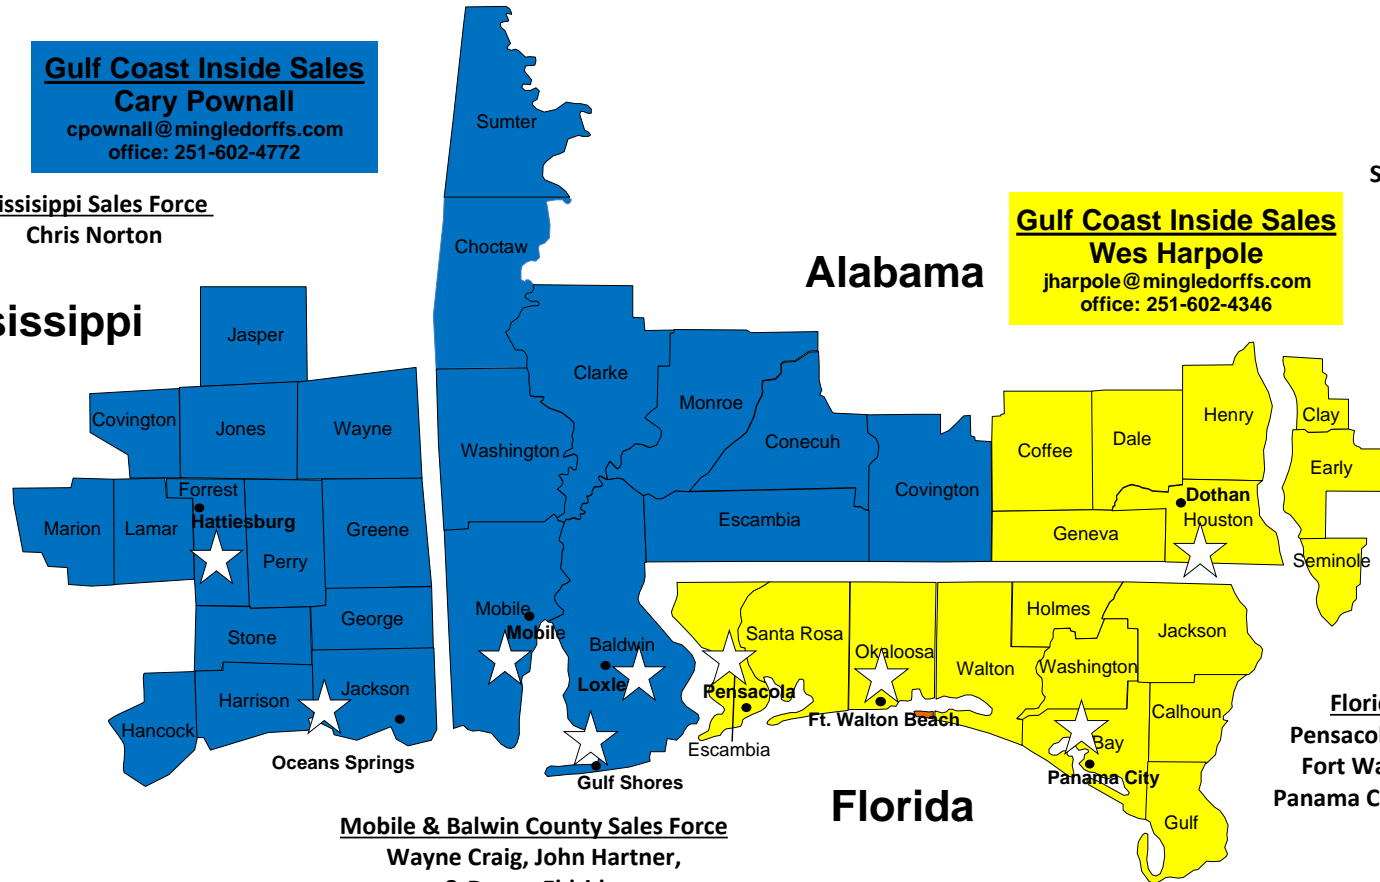 Gulf Coast Inside Sales
Cary Pownall
cpownall@mingledorffs.com
office: 251-602-4772
ississippi Sales Force
Chris Norton
sissippi
S
Gulf Coast Inside Sales
Wes Harpole
jharpole@mingledorffs.com
office: 251-602-4346
Alabama
Sumter
Choctaw
Jasper
Clarke
Monroe
Covington
Jones
Wayne
Washington
Conecuh
Covington
Coffee
Dale
Henry
Clay
Early
Forrest
Hattiesburg
Marion
Lamar
Perry
Greene
Escambia
Geneva
Dothan
Houston
Seminole
Stone
George
Mobile
Mobile
Baldwin
Loxle
Santa Rosa
Okaloosa
Walton
Holmes
Washington
Jackson
Hancock
Harrison
Jackson
Pensacola
Escambia
Ft. Walton Beach
Bay
Calhoun
Panama City
Gulf
Oceans Springs
Gulf Shores
Florida
Mobile & Balwin County Sales Force
Wayne Craig, John Hartner,
Floric
Pensacol
Fort Wa
Panama C